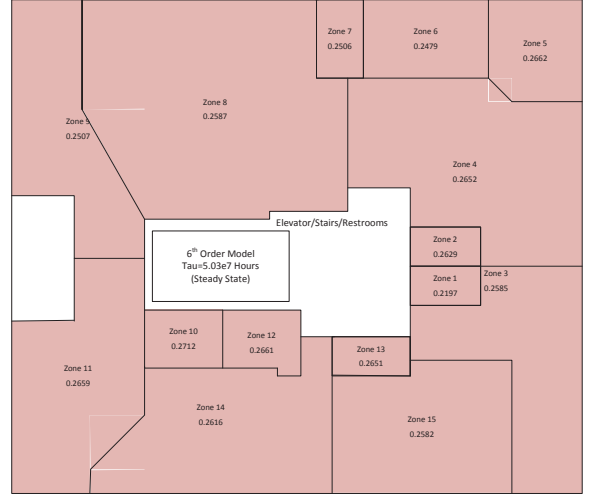 Zone 7
0.2506
Zone 6
0.2479
Zone 5
0.2662
Zone 8
0.2587
Zone 9
0.2507
Zone 4
0.2652
Elevator/Stairs/Restrooms
6th Order Model
Tau=5.03e7 Hours
(Steady State)
Zone 2
0.2629
Zone 1
0.2197
Zone 3
0.2585
Zone 10
0.2712
Zone 12
0.2661
Zone 13
0.2651
Zone 11
0.2659
Zone 14
0.2616
Zone 15
0.2582